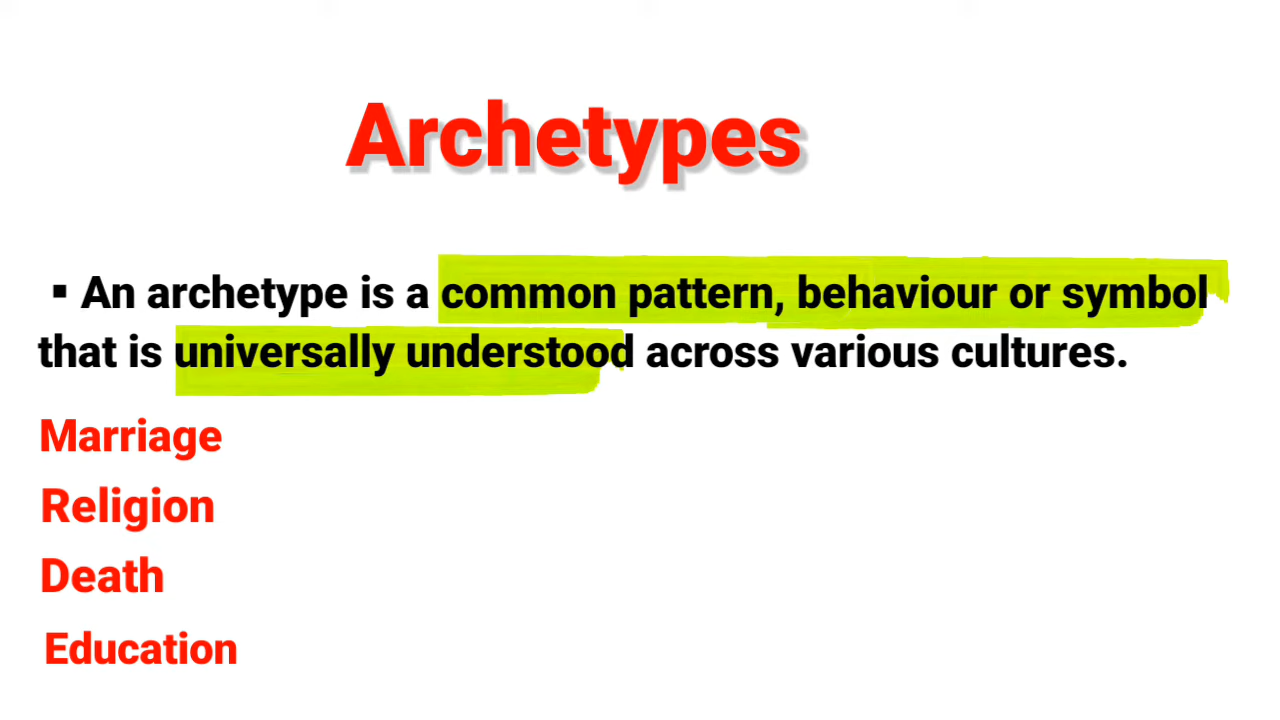 Archetypes
▪ An archetype is a common pattern, behaviour or symbol
that is universally understood across various cultures.
Marriage
Religion
Death
Education